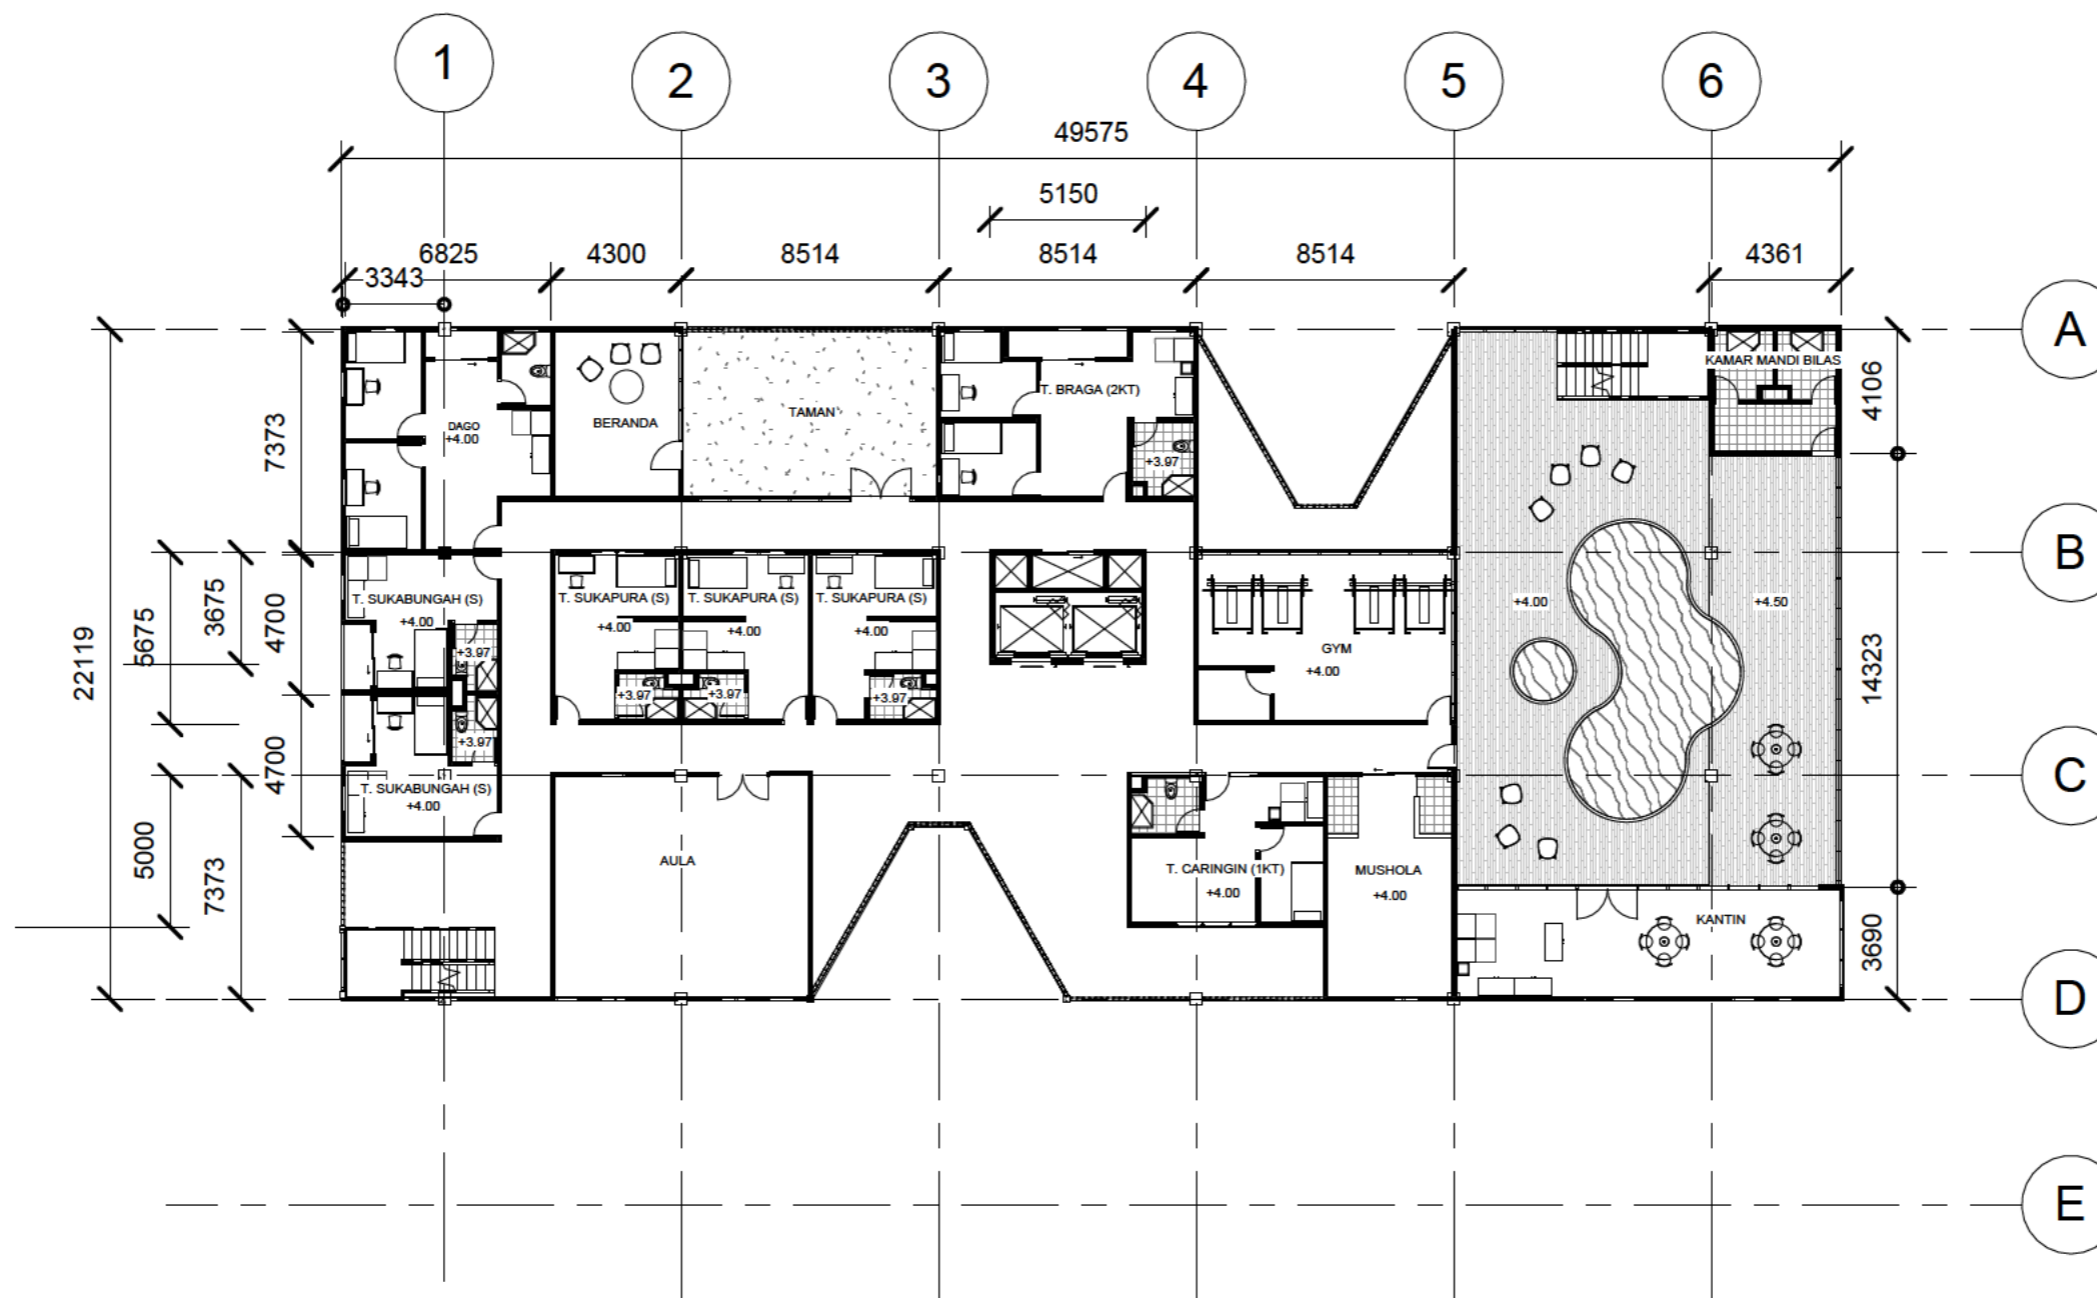 1
2
3
4
5
6
49575
5150
6825
4300
8514
8514
8514
4361
3343
A
4106
7373
KAMAR MANDI BILAS
T. BRAGA (2KT)
TAMAN
BERANDA
DAGO
+4.00
+3.97
B
3675
4700
5675
22119
T. SUKABUNGAH (S)
+4.00
T. SUKAPURA (S)
T. SUKAPURA (S)
T. SUKAPURA (S)
+4.00
+4.00
+4.00
+4.00
+4.50
GYM
+4.00
+3.97
+3.97
+3.97
+3.97
14323
4700
+3.97
C
T. SUKABUNGAH (S)
+4.00
5000
7373
AULA
T. CARINGIN (1KT)
+4.00
MUSHOLA
+4.00
KANTIN
3690
D
E